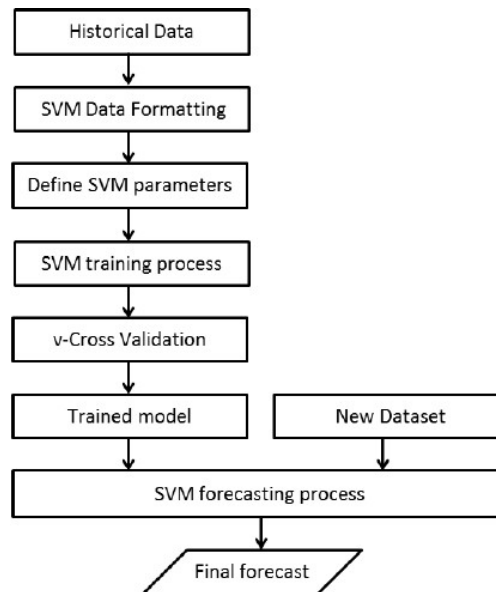 Historical Data
SVM Data Formatting
Define SVM parameters
SVM training process
v-Cross Validation
Trained model
New Dataset
SVM forecasting process
Final forecast